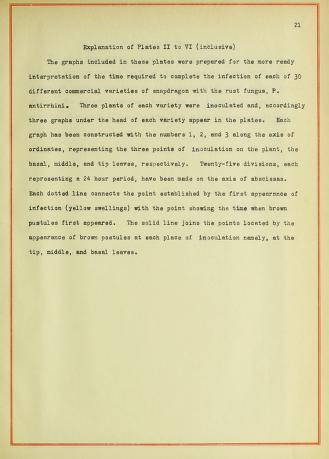 21
Explanation of Plates II to VI (inclusive)
The graphs included in these plates were prepared for the more ready
interpretation of the time required to complete the infection of each of 30
different commercial varieties of snapdragon with the rust fungus, P.
antirrhini. Three plants of each variety were inoculated and, accordingly
three graphs under the head of each variety appear in the plates. Each
graph has been constructed with the numbers 1, 2, and 3 along the axis of
ordinates, representing the three points of inoculation on the plant, the
basal, middle, and tip leaves, respectively. Twenty-five divisions, each
representing a 24 hour period, have been made on the axis of abscissas.
Each dotted line connects the point established by the first appearance of
infection (yellow swellings) with the point showing the time when brown
pustules first appeared. The solid line joins the points located by the
appearance of brown pustules at each place of inoculation namely, at the
tip, middle, and basal leaves.